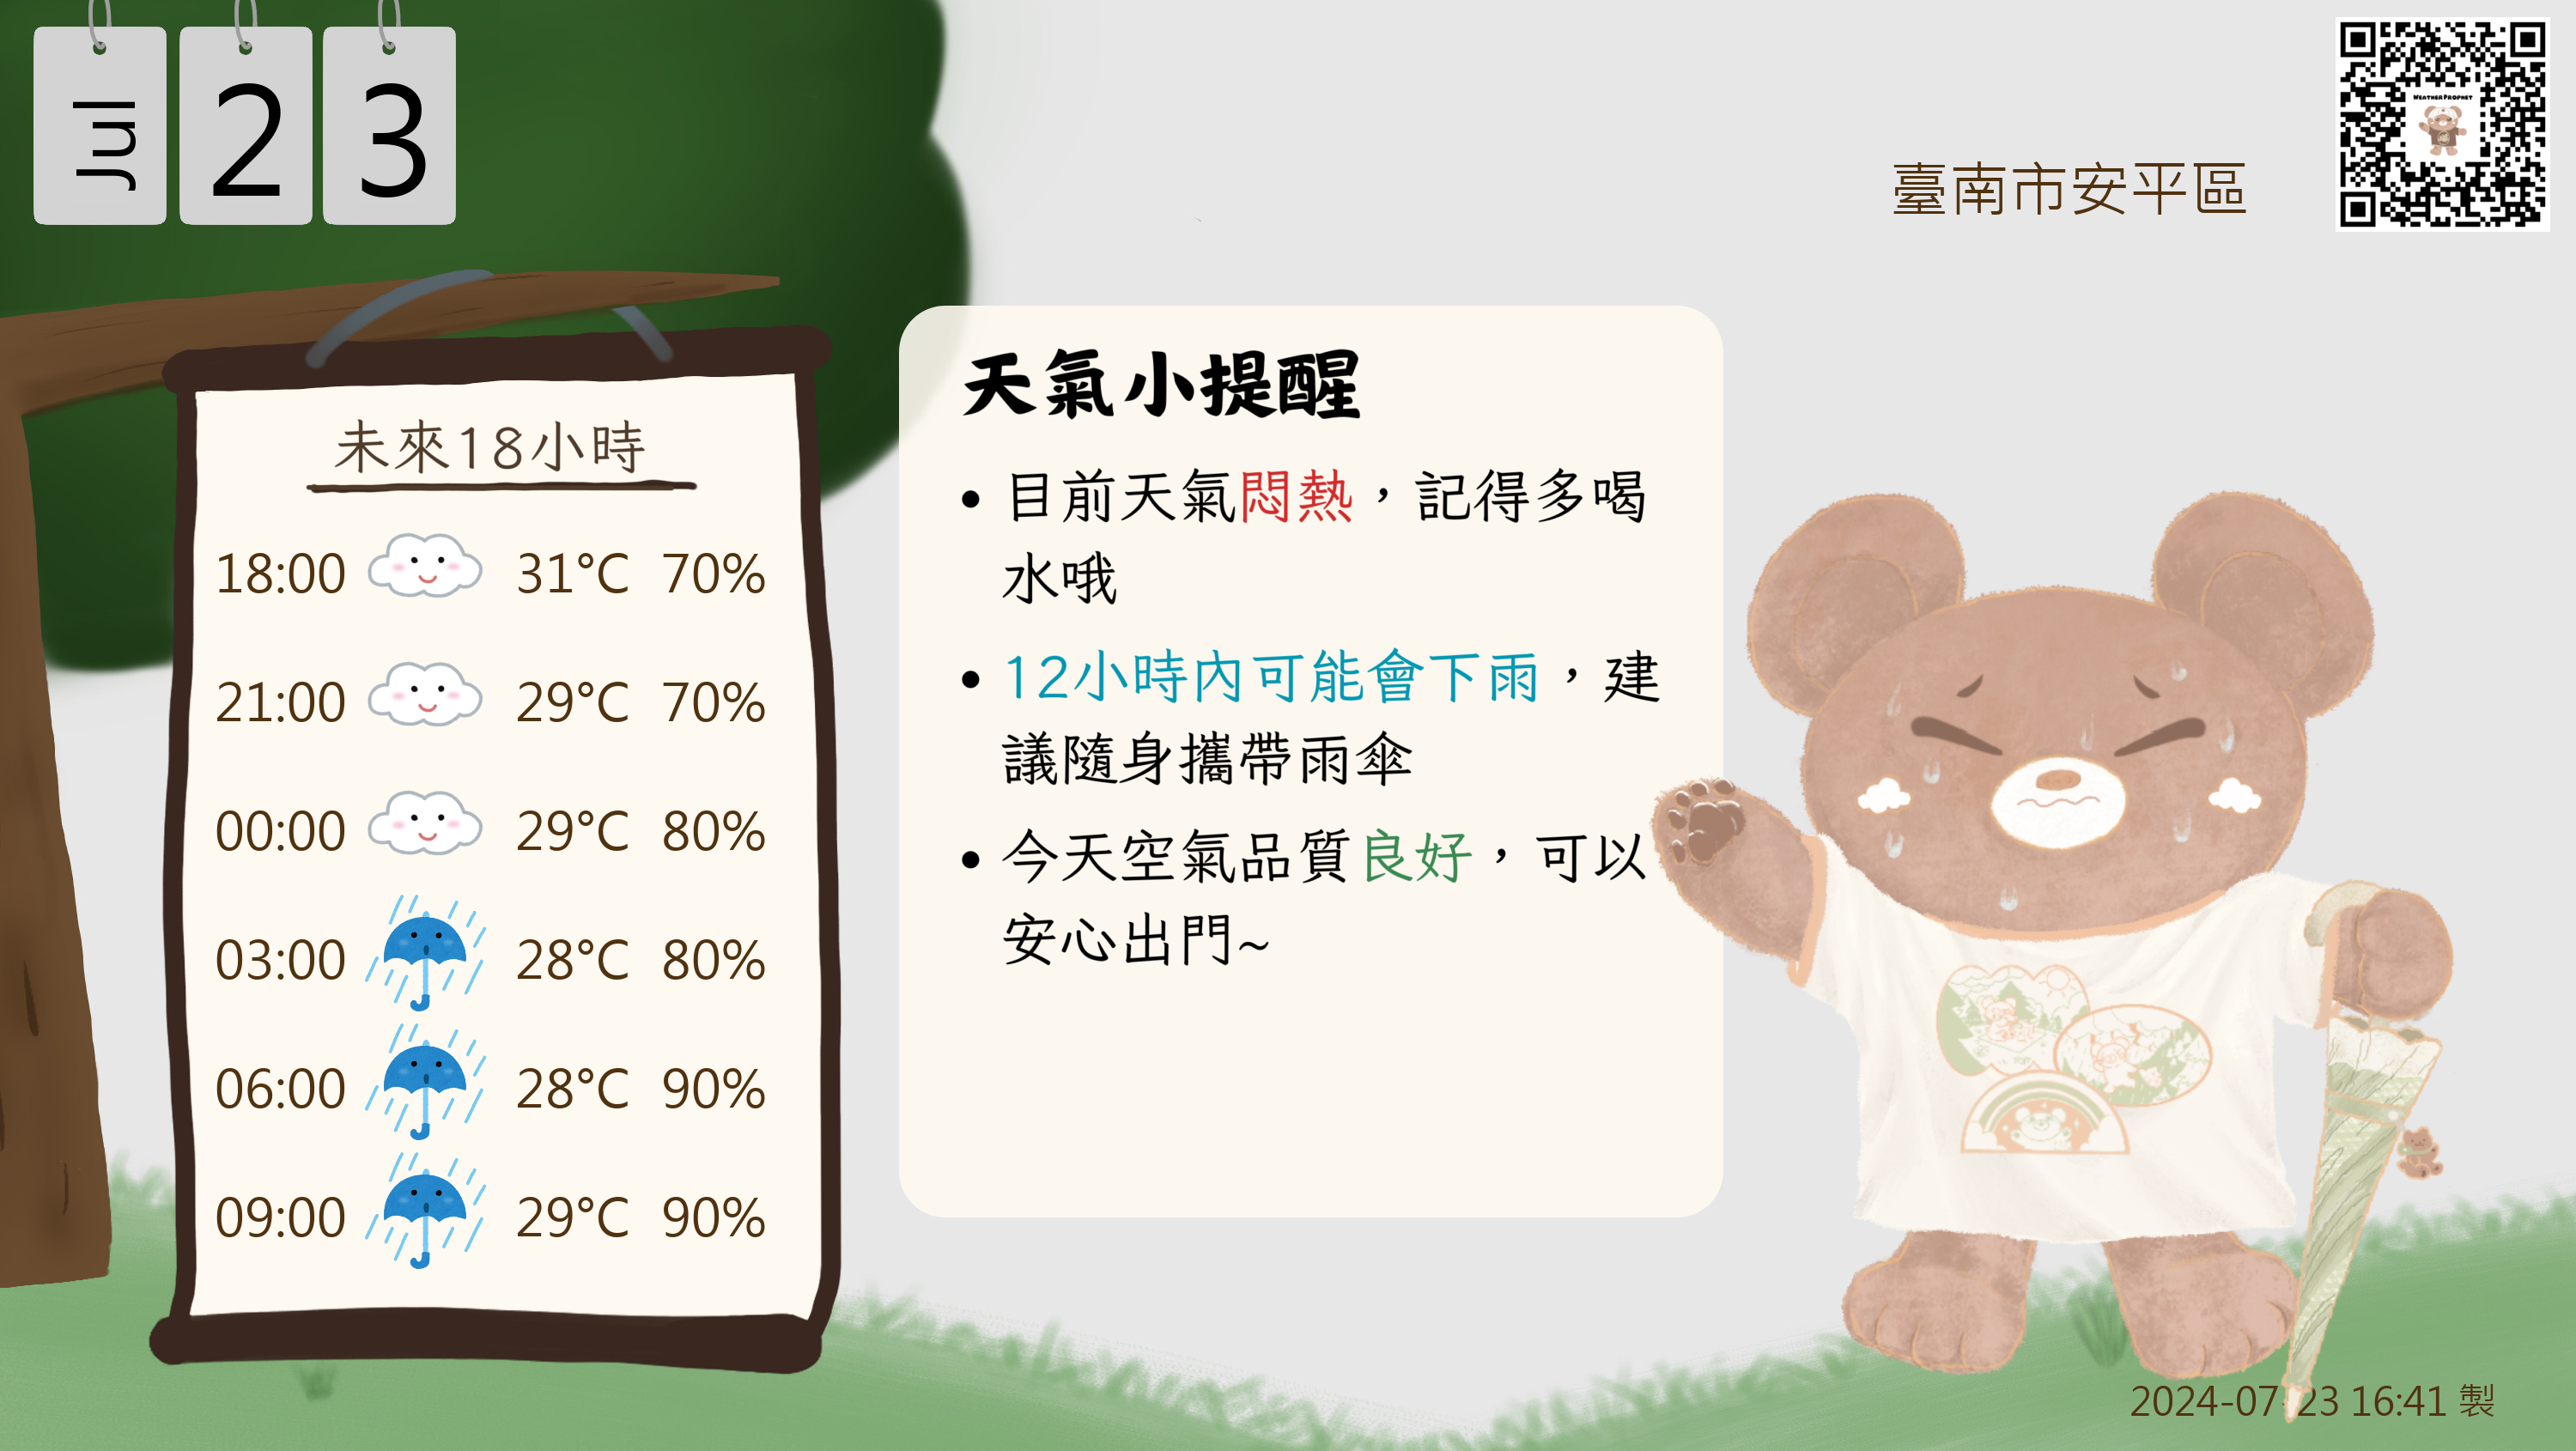 Jul
2
3
WEATHER PROPHET
臺南市安平區
未來18小時
18:00 31°C 70%
21:00 29°C 70%
00:00 29°C 80%
03:00 28°C 80%
06:00 28°C 90%
09:00 29°C 90%
天氣小提醒
• 目前天氣悶熱，記得多喝
水哦
• 12小時內可能會下雨，建
議隨身攜帶雨傘
• 今天空氣品質良好，可以
安心出門~
2024-07-23 16:41 製